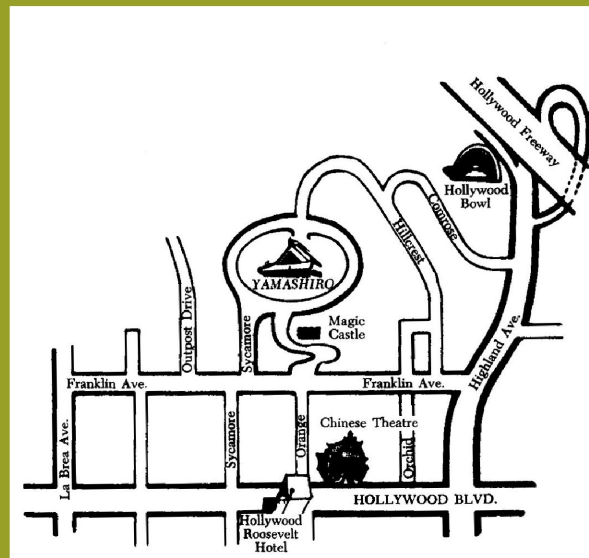 Hollywood Freeway
Hollywood
Bowl
Comrose
Hillcrest
YAMASHIRO
Outpost Drive
Sycamore
Magic
Castle
Highland Ave.
Franklin Ave.
Franklin Ave.
La Brea Ave.
Sycamore
Orange
Chinese Theatre
Orchid
HOLLYWOOD BLVD.
Hollywood
Roosevelt
Hotel